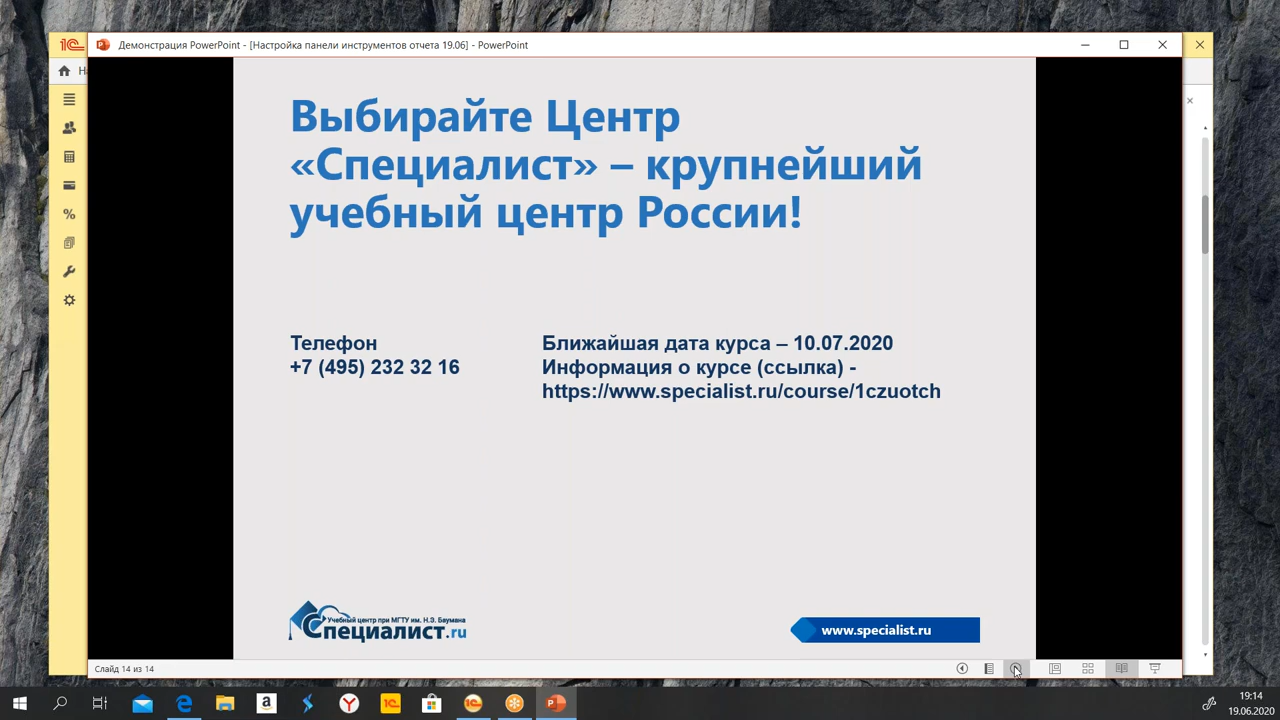 Демонстрация PowerPoint - [Настройка панели инструментов отчета 19.06] - PowerPoint
Выбирайте Центр
«Специалист» – крупнейший
учебный центр России!
Телефон
+7 (495) 232 32 16
Ближайшая дата курса – 10.07.2020
Информация о курсе (ссылка) -
https://www.specialist.ru/course/1czuotch
Учебный центр при МГТУ им. Н.Э. Баумана
Специалист.ru
www.specialist.ru
Слайд 14 из 14
19:14
19.06.2020